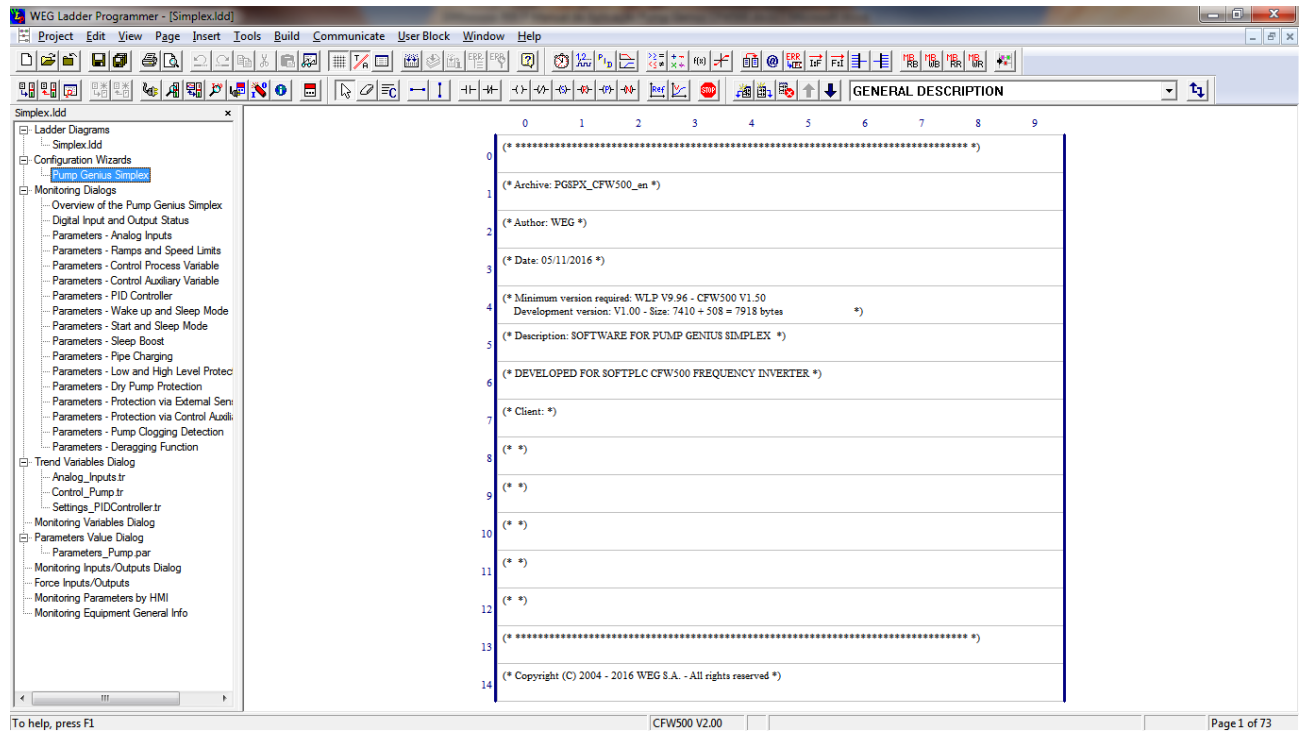 WEG Ladder Programmer - [Simplex.ldd]
Project Edit View Page Insert Tools Build Communicate User Block Window Help
GENERAL DESCRIPTION
Simplex.ldd
Ladder Diagrams
Simplex.ldd
Configuration Wizards
Pump Genius Simplex
Monitoring Dialogs
Overview of the Pump Genius Simplex
Digital Input and Output Status
Parameters - Analog Inputs
Parameters - Ramps and Speed Limits
Parameters - Control Process Variable
Parameters - Control Auxiliary Variable
Parameters - PID Controller
Parameters - Wake up and Sleep Mode
Parameters - Start and Sleep Mode
Parameters - Sleep Boost
Parameters - Pipe Charging
Parameters - Low and High Level Protec
Parameters - Dry Pump Protection
Parameters - Protection via External Sen
Parameters - Protection via Control Auxili
Parameters - Pump Clogging Detection
Parameters - Deragging Function
Trend Variables Dialog
Analog_Inputs.tr
Control_Pump.tr
Settings_PIDController.tr
Monitoring Variables Dialog
Parameters Value Dialog
Parameters_Pump.par
Monitoring Inputs/Outputs Dialog
Force Inputs/Outputs
Monitoring Parameters by HMI
Monitoring Equipment General Info
0 1 2 3 4 5 6 7 8 9
0 (* ******************************************************************************** *)
1 (* Archive: PGSPX_CFW500_en *)
2 (* Author: WEG *)
3 (* Date: 05/11/2016 *)
4 (* Minimum version required: WLP V9.96 - CFW500 V1.50
Development version: V1.00 - Size: 7410 + 508 = 7918 bytes *)
5 (* Description: SOFTWARE FOR PUMP GENIUS SIMPLEX *)
6 (* DEVELOPED FOR SOFTPLC CFW500 FREQUENCY INVERTER *)
7 (* Client: *)
8 (* *)
9 (* *)
10 (* *)
11 (* *)
12 (* *)
13 (* ******************************************************************************** *)
14 (* Copyright (C) 2004 - 2016 WEG S.A. - All rights reserved *)
To help, press F1
CFW500 V2.00
Page 1 of 73